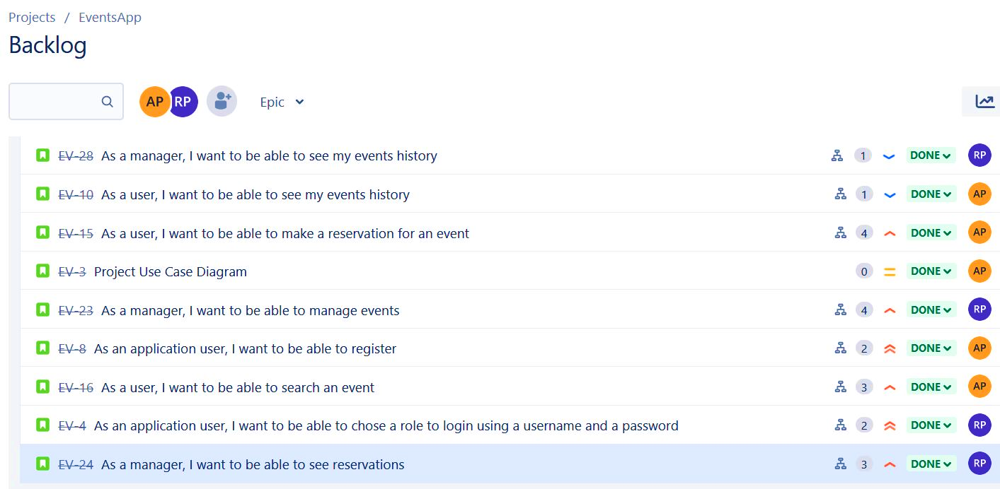 Projects / EventsApp
Backlog
AP RP Epic
EV-28 As a manager, I want to be able to see my events history 1 DONE RP
EV-10 As a user, I want to be able to see my events history 1 DONE AP
EV-15 As a user, I want to be able to make a reservation for an event 4 DONE AP
EV-3 Project Use Case Diagram 0 DONE AP
EV-23 As a manager, I want to be able to manage events 4 DONE RP
EV-8 As an application user, I want to be able to register 2 DONE AP
EV-16 As a user, I want to be able to search an event 3 DONE AP
EV-4 As an application user, I want to be able to chose a role to login using a username and a password 2 DONE RP
EV-24 As a manager, I want to be able to see reservations 3 DONE RP